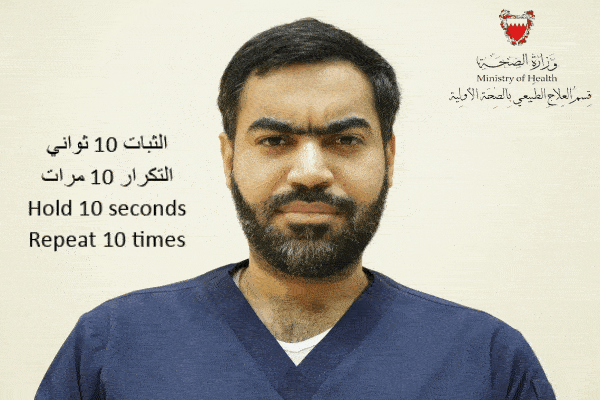 وزارة الصحة
Ministry of Health
قسم العلاج الطبيعي بالصحة الأولية
الثبات 10 ثواني
التكرار 10 مرات
Hold 10 seconds
Repeat 10 times